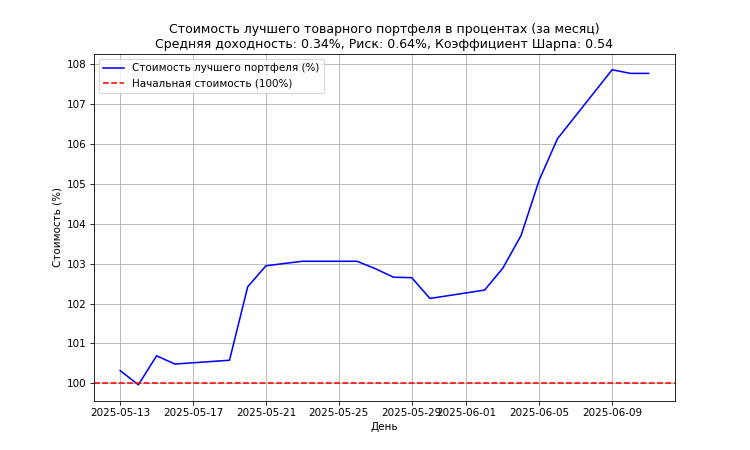 Стоимость лучшего товарного портфеля в процентах (за месяц)
Средняя доходность: 0.34%, Риск: 0.64%, Коэффициент Шарпа: 0.54
Стоимость лучшего портфеля (%)
Начальная стоимость (100%)
Стоимость (%)
108
107
106
105
104
103
102
101
100
2025-05-13 2025-05-17 2025-05-21 2025-05-25 2025-05-29 2025-06-01 2025-06-05 2025-06-09
День